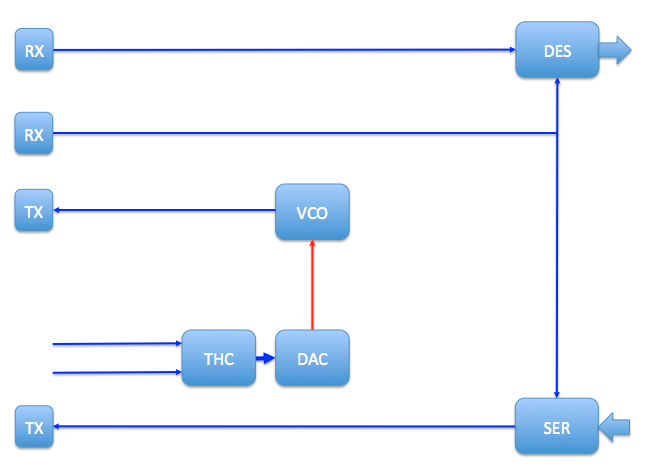 RX
DES
RX
TX
VCO
THC
DAC
TX
SER